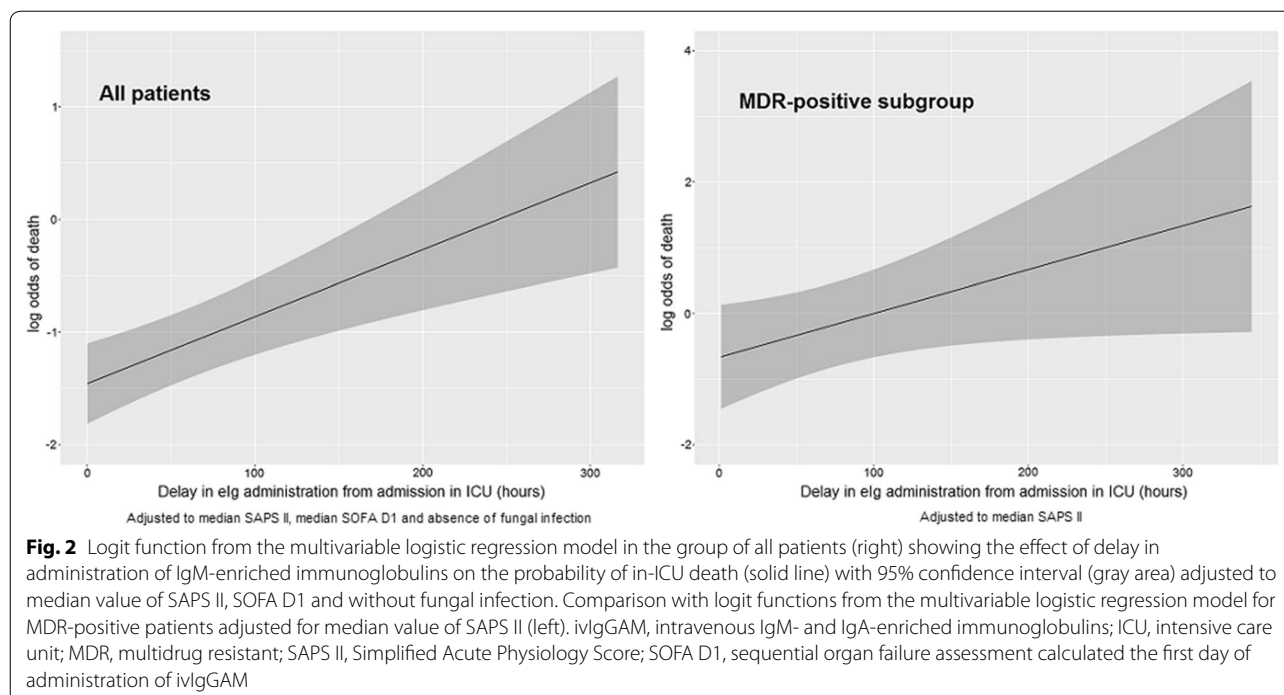 All patients
1
0
-1
-2
log odds of death
0
100
200
300
Delay in eIg administration from admission in ICU (hours)
Adjusted to median SAPS II, median SOFA D1 and absence of fungal infection
MDR-positive subgroup
4
2
0
-2
log odds of death
0
100
200
300
Delay in eIg administration from admission in ICU (hours)
Adjusted to median SAPS II
Fig. 2 Logit function from the multivariable logistic regression model in the group of all patients (right) showing the effect of delay in
administration of IgM-enriched immunoglobulins on the probability of in-ICU death (solid line) with 95% confidence interval (gray area) adjusted to
median value of SAPS II, SOFA D1 and without fungal infection. Comparison with logit functions from the multivariable logistic regression model for
MDR-positive patients adjusted for median value of SAPS II (left). ivIgGAM, intravenous IgM- and IgA-enriched immunoglobulins; ICU, intensive care
unit; MDR, multidrug resistant; SAPS II, Simplified Acute Physiology Score; SOFA D1, sequential organ failure assessment calculated the first day of
administration of ivIgGAM